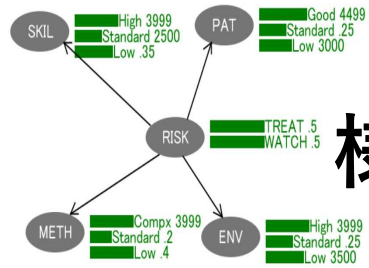 SKIL
High 3999
Standard 2500
Low .35
PAT
Good 4499
Standard .25
Low 3000
RISK
TREAT .5
WATCH .5
METH
Compx 3999
Standard .2
Low .4
ENV
High 3999
Standard .25
Low 3500